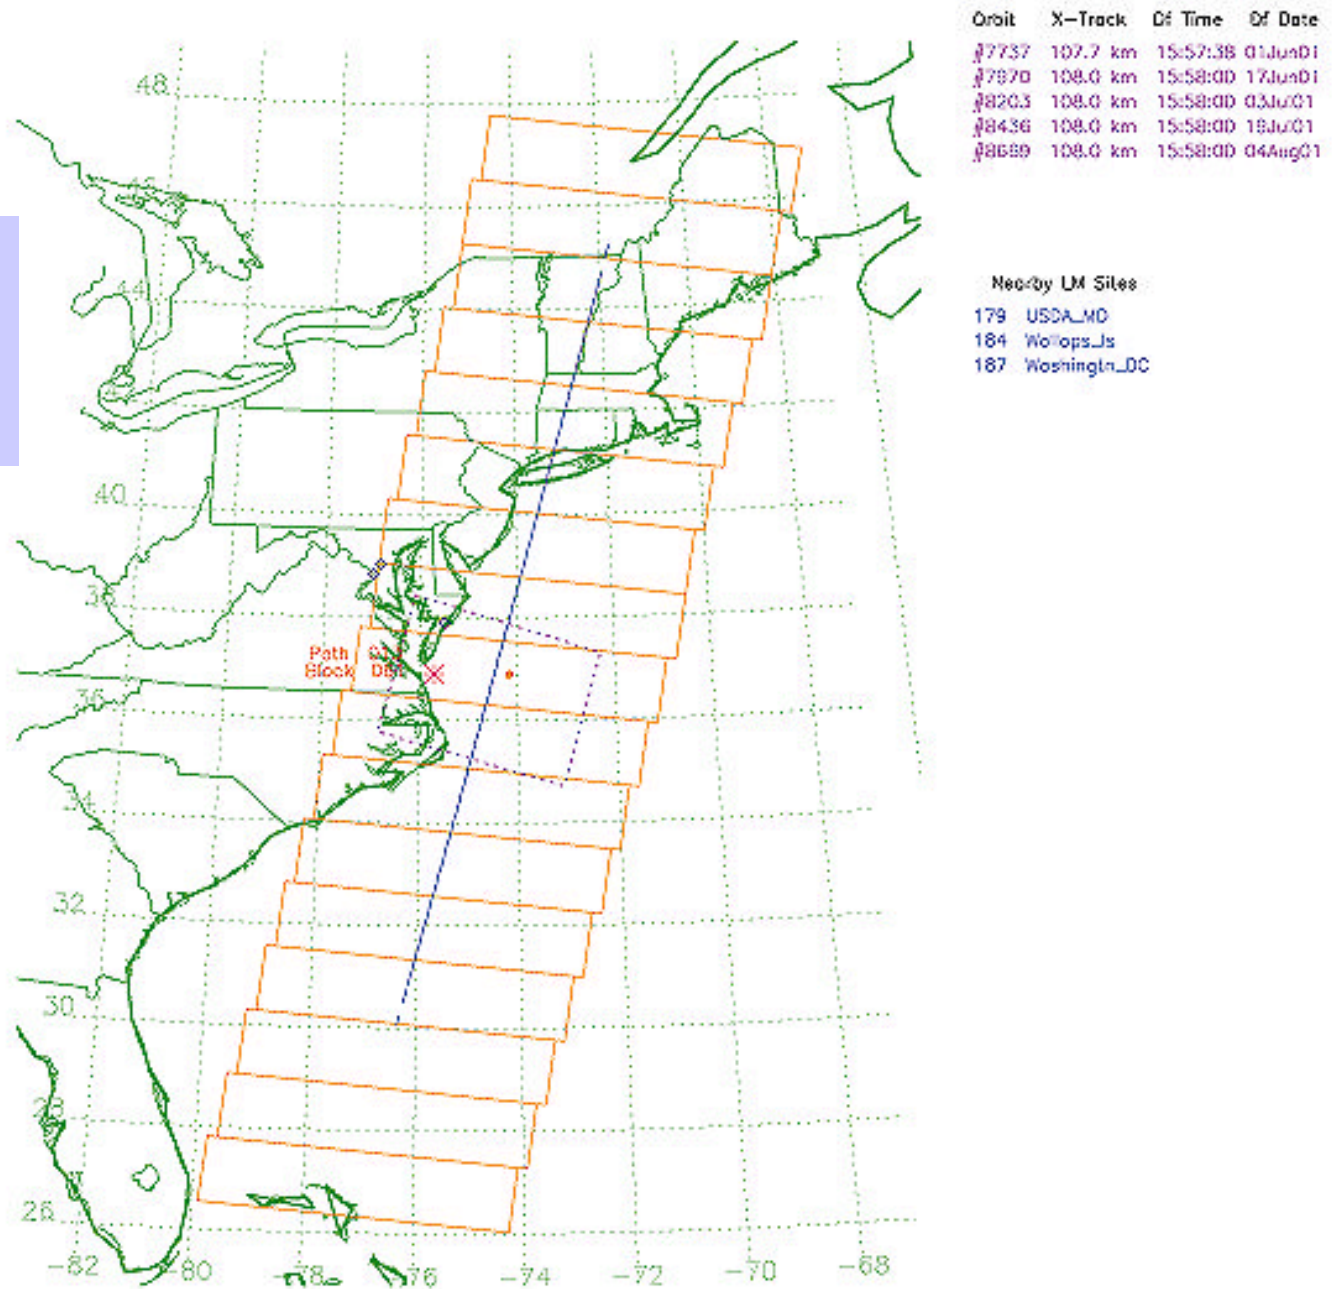 Orbit X-Track Of Time Of Date
#7737 107.7 km 15:57:38 01Jun01
#7970 108.0 km 15:58:00 17Jun01
#8203 108.0 km 15:58:00 03Jul01
#8436 108.0 km 15:58:00 19Jul01
#8669 108.0 km 15:58:00 04Aug01
Nearby LM Sites
179 USDA_MD
184 Wallops_Is
187 Washingtn_DC
48
44
40
38
Path
Block
36
34
32
30
28
26
-82 -80 -78 -76 -74 -72 -70 -68